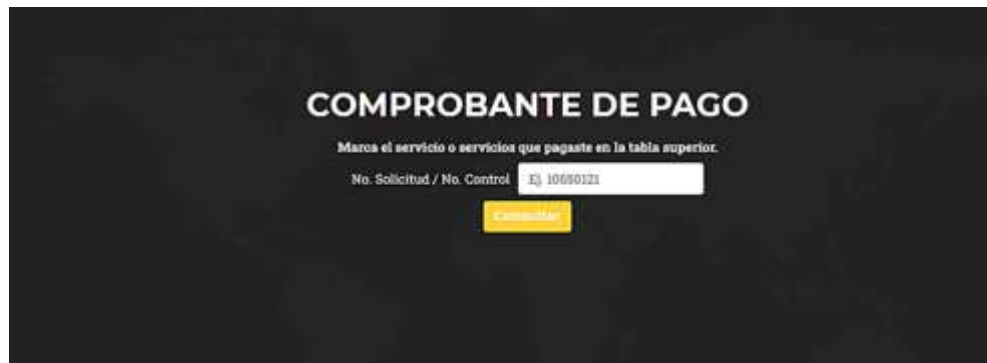 COMPROBANTE DE PAGO
Marca el servicio o servicios que pagaste en la tabla superior.
No. Solicitud / No. Control Ej. 10650121
Consultar